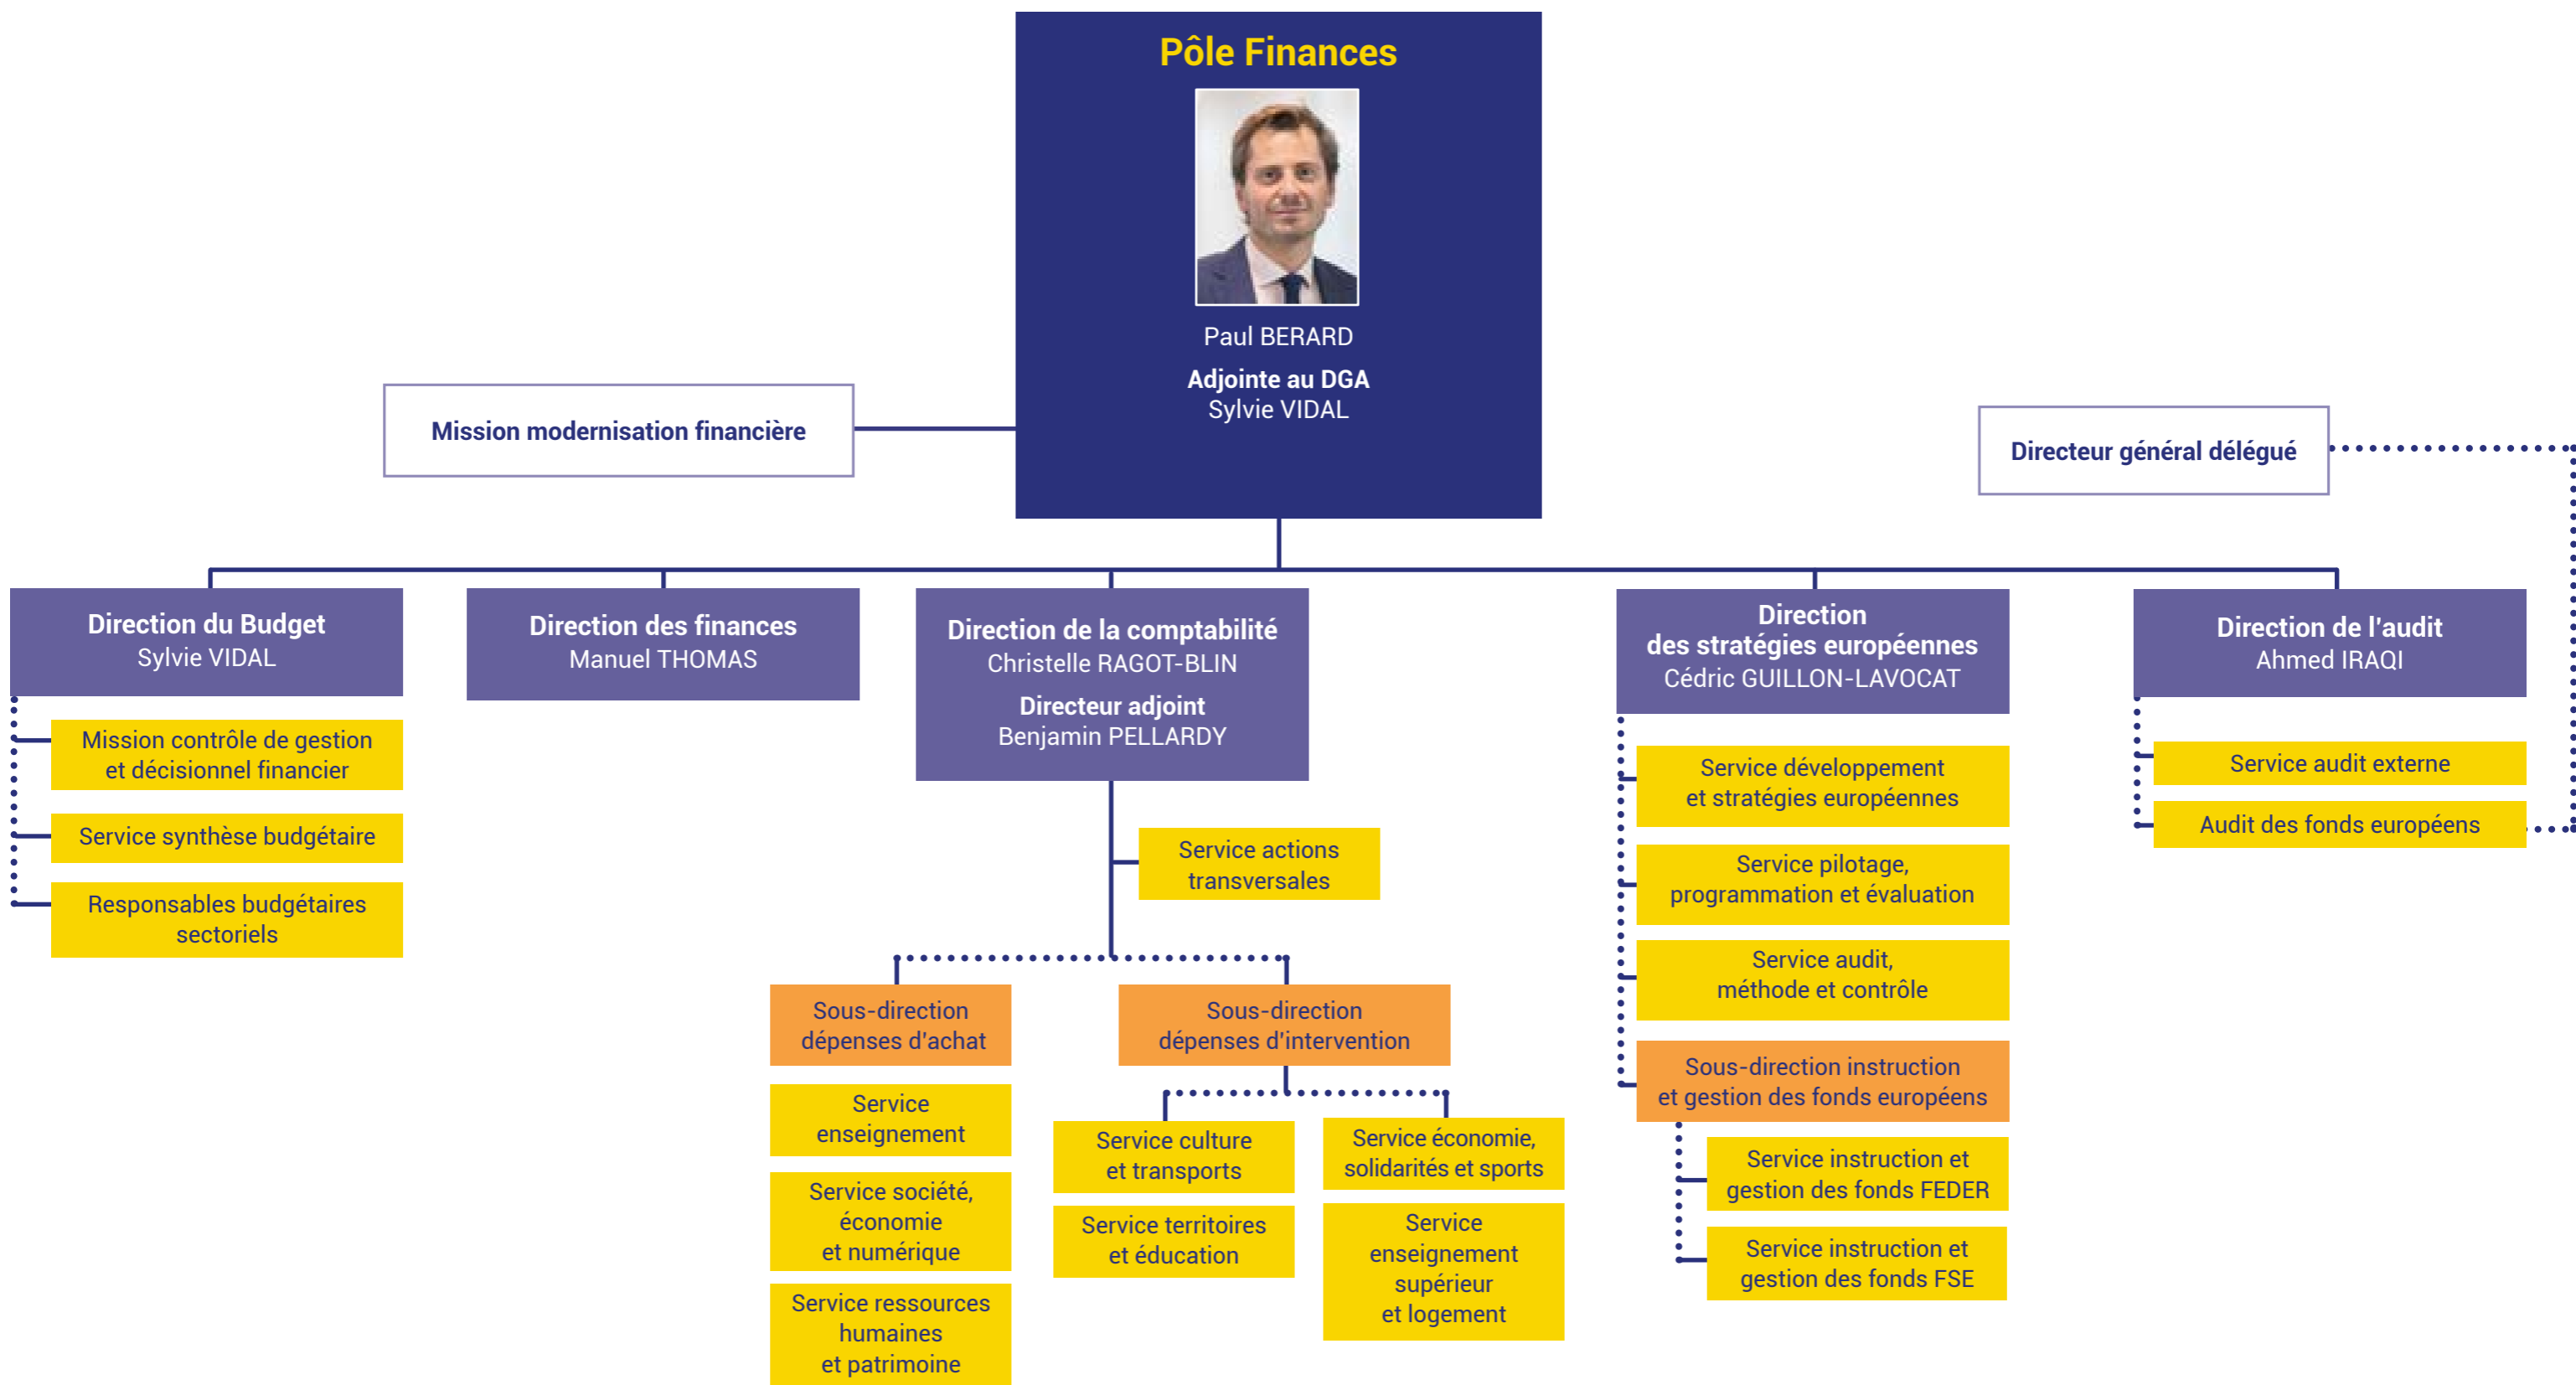 Pôle Finances
Paul BERARD
Adjointe au DGA
Sylvie VIDAL
Mission modernisation financière
Directeur général délégué
Direction du Budget
Sylvie VIDAL
Mission contrôle de gestion
et décisionnel financier
Service synthèse budgétaire
Responsables budgétaires
sectoriels
Direction des finances
Manuel THOMAS
Direction de la comptabilité
Christelle RAGOT-BLIN
Directeur adjoint
Benjamin PELLARDY
Service actions
transversales
Sous-direction
dépenses d'achat
Service
enseignement
Service société,
économie
et numérique
Service ressources
humaines
et patrimoine
Sous-direction
dépenses d'intervention
Service culture
et transports
Service territoires
et éducation
Service économie,
solidarités et sports
Service
enseignement
supérieur
et logement
Direction
des stratégies européennes
Cédric GUILLON-LAVOCAT
Service développement
et stratégies européennes
Service pilotage,
programmation et évaluation
Service audit,
méthode et contrôle
Sous-direction instruction
et gestion des fonds européens
Service instruction et
gestion des fonds FEDER
Service instruction et
gestion des fonds FSE
Direction de l'audit
Ahmed IRAQI
Service audit externe
Audit des fonds européens